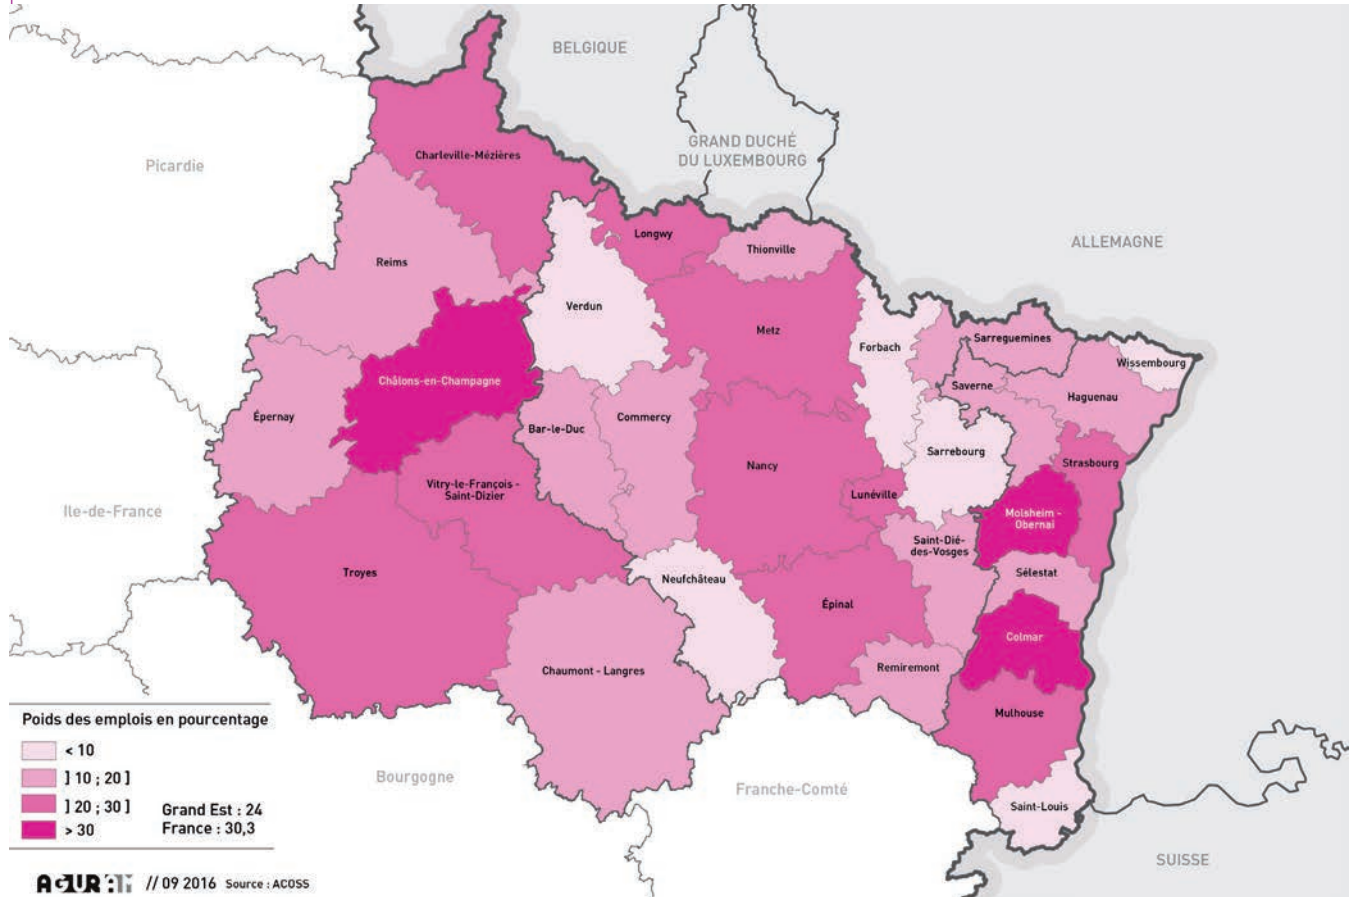 BELGIQUE
GRAND DUCHÉ
DU LUXEMBOURG
Charleville-Mézières
Picardie
Longwy
ALLEMAGNE
Thionville
Reims
Verdun
Metz
Sarreguemines
Forbach
Wissembourg
Châlons-en-Champagne
Saverne
Haguenau
Épernay
Commercy
Bar-le-Duc
Sarrebourg
Nancy
Strasbourg
Vitry-le-François -
Saint-Dizier
Lunéville
Ile-de-France
Molsheim -
Obernai
Saint-Dié-
des-Vosges
Troyes
Sélestat
Neufchâteau
Épinal
Colmar
Chaumont - Langres
Remiremont
Mulhouse
Poids des emplois en pourcentage
< 10
] 10 ; 20 ]
] 20 ; 30 ]
> 30
Grand Est : 24
France : 30,3
Bourgogne
Franche-Comté
Saint-Louis
SUISSE
// 09 2016 Source : ACOSS